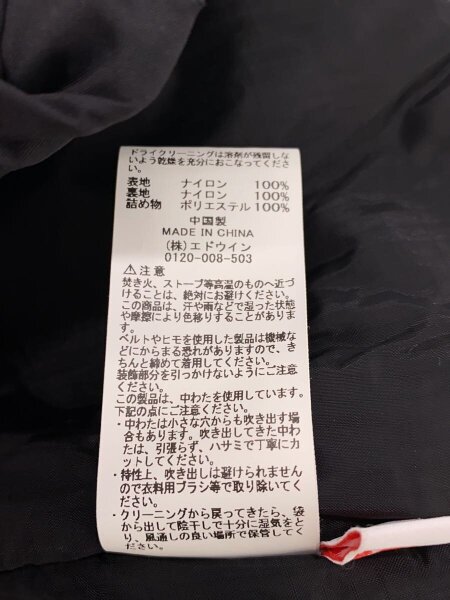 ドライクリーニングは溶剤が残留しな
いよう乾燥を充分におこなってください。
表地 ナイロン 100%
裏地 ナイロン 100%
詰め物 ポリエステル 100%
中国製
MADE IN CHINA
(株)エドウイン
0120-008-503
⚠注意
焚き火、ストーブ等高温のものへ近づ
けることは、絶対にお避けください。
この商品は、汗や雨などで湿った状態
や摩擦により色移りすることがありま
す。
ベルトやヒモを使用した製品は機械な
どにからまる恐れがありますので、き
ちんと締めて着用してください。
装飾部分を引っかけないようにご注意
ください。
この製品は、中わたを使用しています。
下記の点にご注意ください。
・中わたは小さな穴からも吹き出す場
合もあります。吹き出してきた中わ
たは、引張らず、ハサミで丁寧にカ
ットしてください。
・特性上、吹き出しは避けられません
ので衣料用ブラシ等で取り除いてく
ださい。
・クリーニングから戻ってきたら、袋
から出して陰干しで十分に湿気をと
り、風通しの良い場所で保管してく
ださい。